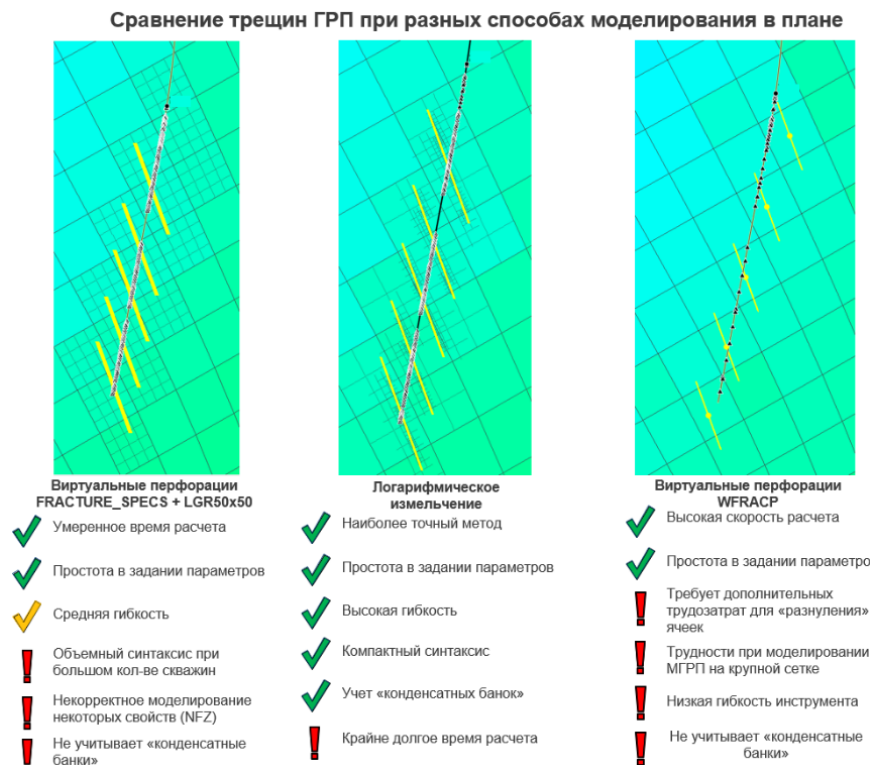 Сравнение трещин ГРП при разных способах моделирования в плане
Виртуальные перфорации
FRACTURE_SPECS + LGR50x50
Умеренное время расчета
Простота в задании параметров
Средняя гибкость
Объемный синтаксис при
большом кол-ве скважин
Некорректное моделирование
некоторых свойств (NFZ)
Не учитывает «конденсатные
банки»
Логарифмическое
измельчение
Наиболее точный метод
Простота в задании параметров
Высокая гибкость
Компактный синтаксис
Учет «конденсатных банок»
Крайне долгое время расчета
Виртуальные перфорации
WFRACP
Высокая скорость расчета
Простота в задании параметро
Требует дополнительных
трудозатрат для «разнуления»
ячеек
Трудности при моделировании
МГРП на крупной сетке
Низкая гибкость инструмента
Не учитывает «конденсатные
банки»